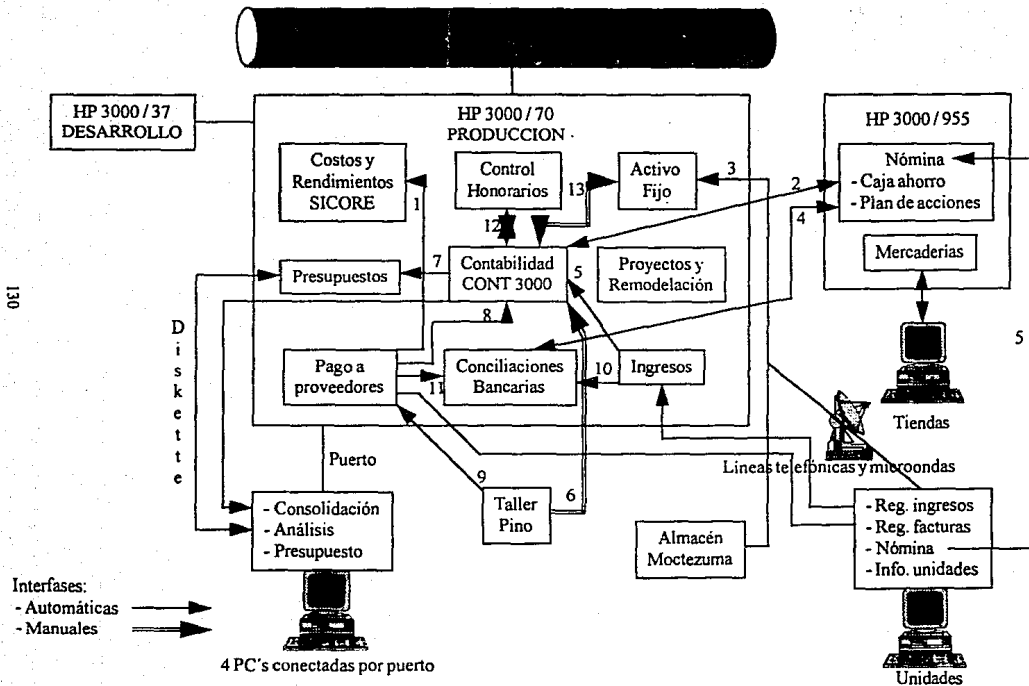 HP 3000/37
DESARROLLO
HP 3000/70
PRODUCCION
HP 3000/955
Costos y
Rendimientos
SICORE
Control
Honorarios
Activo
Fijo
Nómina
- Caja ahorro
- Plan de acciones
1
13
3
2
4
12
7
Presupuestos
Contabilidad
CONT 3000
5
Proyectos y
Remodelación
Mercaderias
8
130
Diskette
5
Pago a
proveedores
11
Conciliaciones
Bancarias
10
Ingresos
Tiendas
Puerto
Lineas telefónicas y microondas
9
6
- Consolidación
- Análisis
- Presupuesto
Taller
Pino
Almacén
Moctezuma
- Reg. ingresos
- Reg. facturas
- Nómina
- Info. unidades
Interfases:
- Automáticas
- Manuales
4 PC´s conectadas por puerto
Unidades